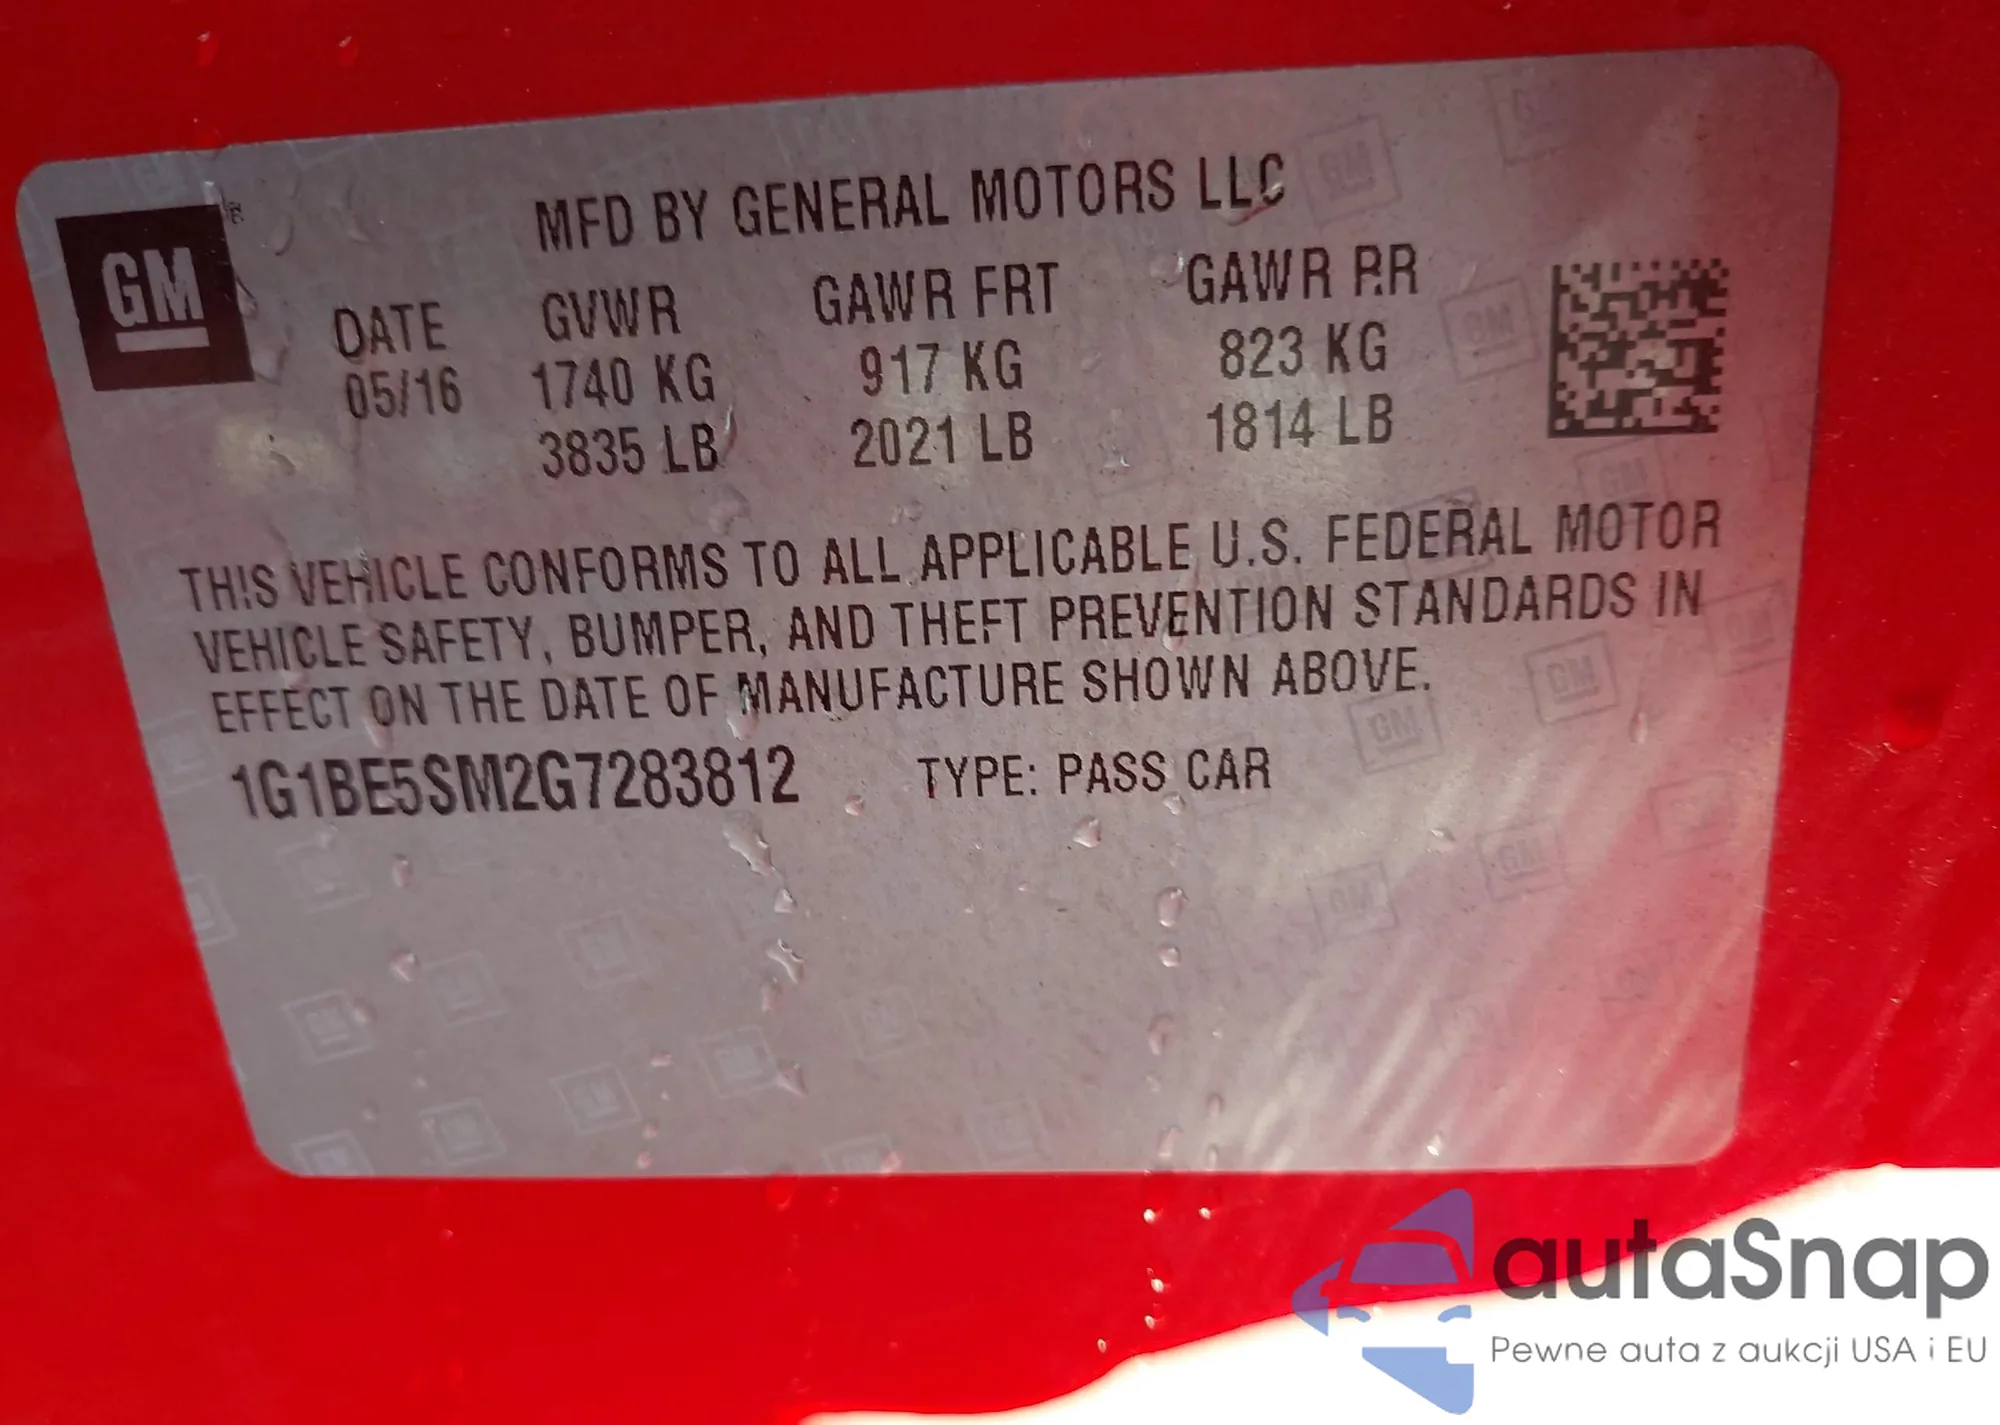 MFD BY GENERAL MOTORS LLC
GM
DATE GVWR GAWR FRT GAWR RR
05/16 1740 KG 917 KG 823 KG
3835 LB 2021 LB 1814 LB
THIS VEHICLE CONFORMS TO ALL APPLICABLE U.S. FEDERAL MOTOR
VEHICLE SAFETY, BUMPER, AND THEFT PREVENTION STANDARDS IN
EFFECT ON THE DATE OF MANUFACTURE SHOWN ABOVE.
1G1BE5SM2G7283812 TYPE: PASS CAR
autaSnap
Pewne auta z aukcji USA i EU